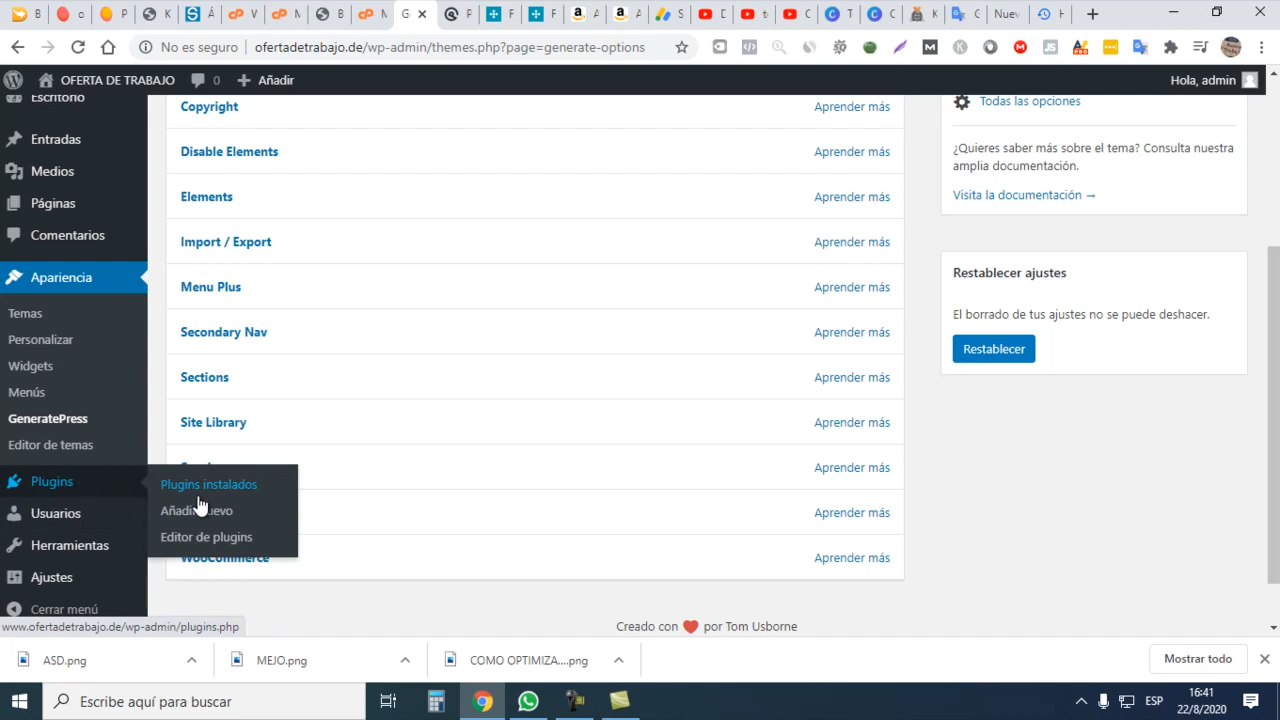 G
No es seguro
ofertadetrabajo.de/wp-admin/themes.php?page=generate-options
OFERTA DE TRABAJO
0
Añadir
Hola, admin
Escritorio
Entradas
Medios
Páginas
Comentarios
Apariencia
Temas
Personalizar
Widgets
Menús
GeneratePress
Editor de temas
Plugins
Usuarios
Herramientas
Ajustes
Cerrar menú
Plugins instalados
Editor de plugins
Copyright Aprender más
Disable Elements Aprender más
Elements Aprender más
Import / Export Aprender más
Menu Plus Aprender más
Secondary Nav Aprender más
Sections Aprender más
Site Library Aprender más
Aprender más
Aprender más
WooCommerce Aprender más
Todas las opciones
¿Quieres saber más sobre el tema? Consulta nuestra
amplia documentación.
Visita la documentación →
Restablecer ajustes
El borrado de tus ajustes no se puede deshacer.
Restablecer
Creado con por Tom Usborne
www.ofertadetrabajo.de/wp-admin/plugins.php
ASD.png
MEJO.png
COMO OPTIMIZA....png
Mostrar todo
Escribe aquí para buscar
ESP
16:41
22/8/2020